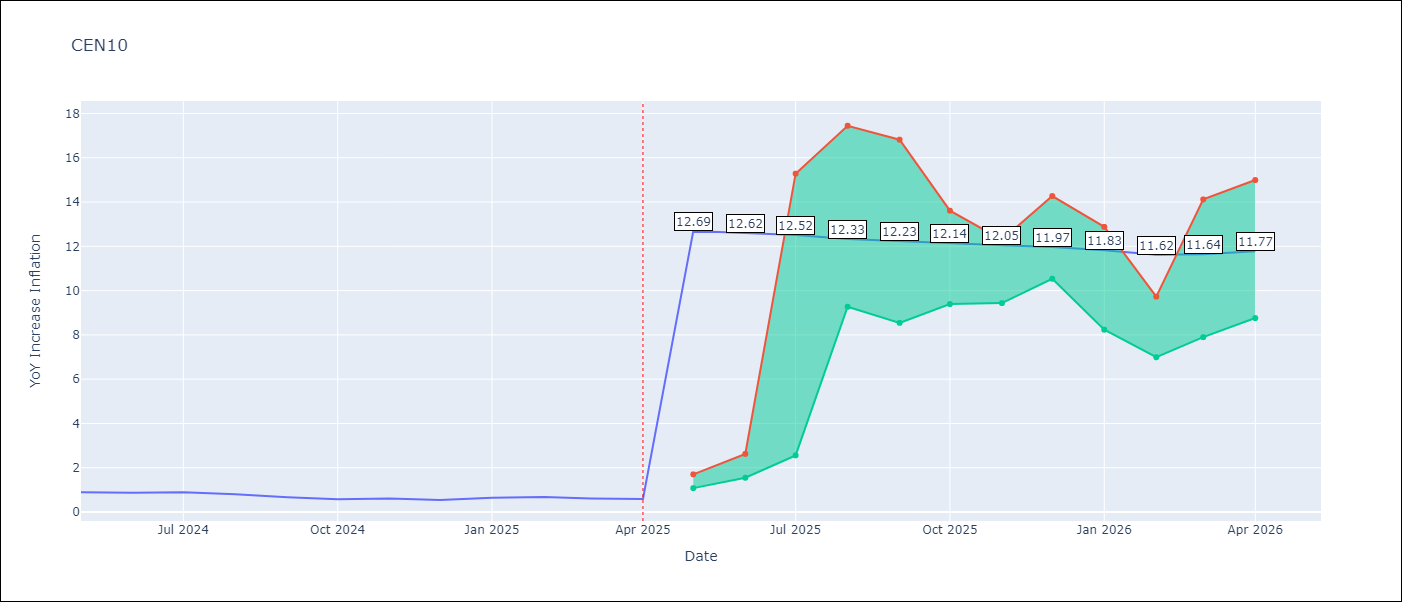 CEN10
YoY Increase Inflation
18
16
14
12
10
8
6
4
2
0
12.69
12.62
12.52
12.33
12.23
12.14
12.05
11.97
11.83
11.62
11.64
11.77
Jul 2024
Oct 2024
Jan 2025
Apr 2025
Jul 2025
Oct 2025
Jan 2026
Apr 2026
Date